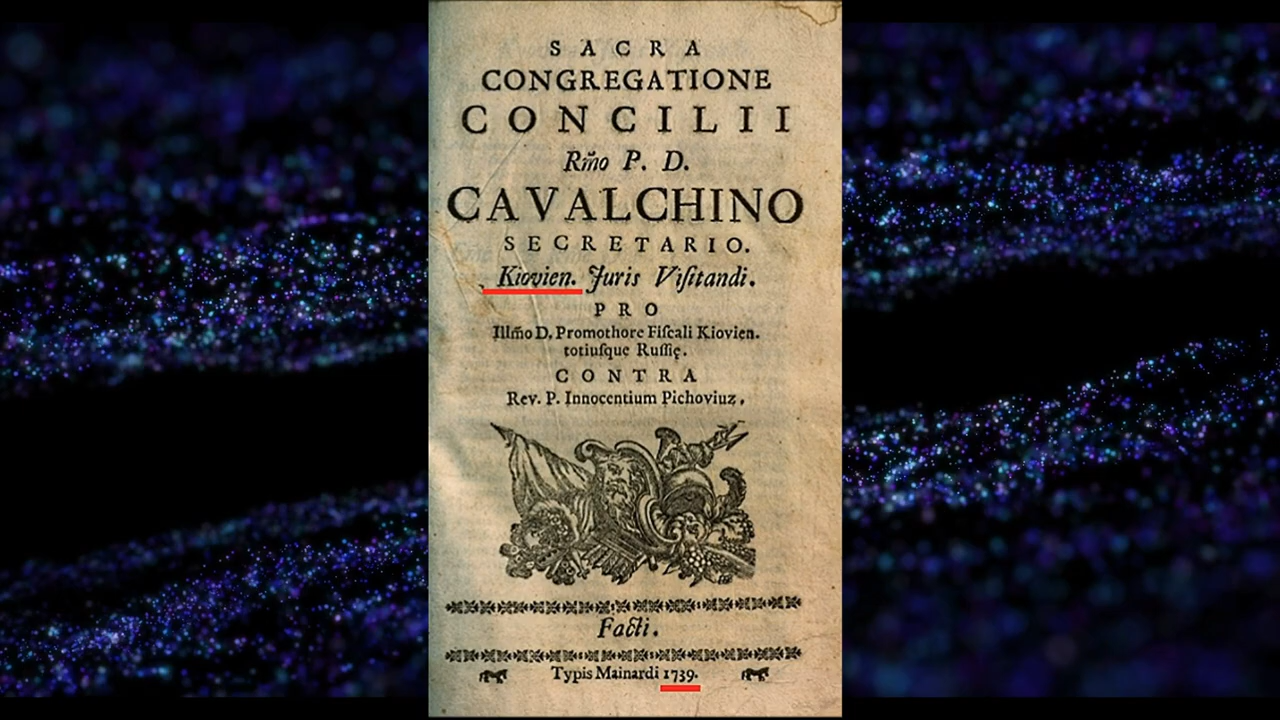 SACRA
CONGREGATIONE
CONCILII
Rm̃o P. D.
CAVALCHINO
SECRETARIO.
Kiovien. Juris Viſitandi.
PRO
Illm̃o D. Promothore Fiſcali Kiovien.
totiuſque Ruſſię.
CONTRA
Rev. P. Innocentium Pichoviuz,
Facti.
Typis Mainardi 1739.